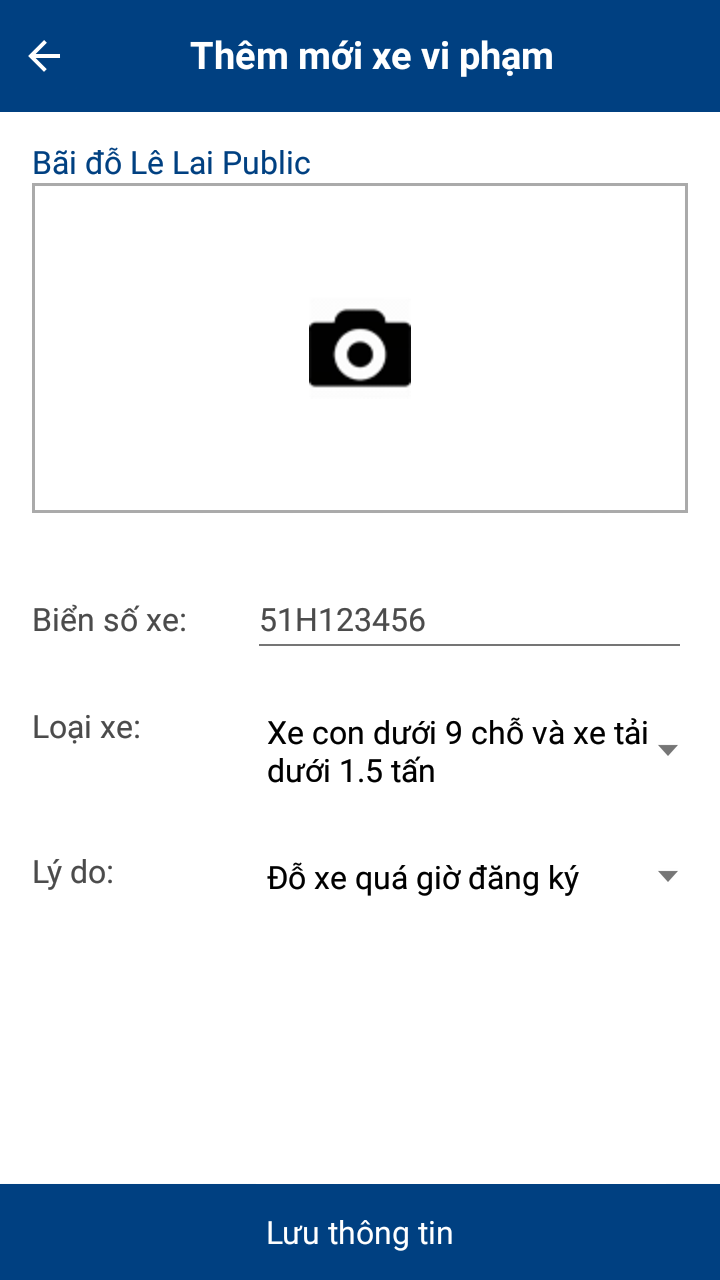 Thêm mới xe vi phạm
Bãi đỗ Lê Lai Public
Biển số xe:
51H123456
Loại xe:
Xe con dưới 9 chỗ và xe tải
dưới 1.5 tấn
Lý do:
Đỗ xe quá giờ đăng ký
Lưu thông tin